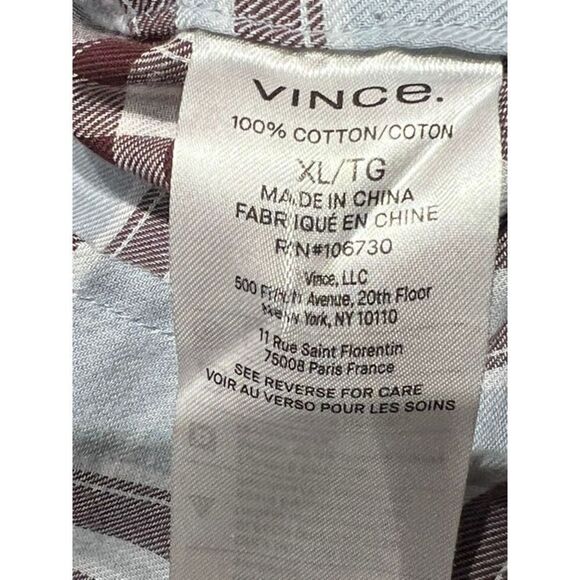 VINCE.
100% COTTON/COTON
XL/TG
MADE IN CHINA
FABRIQUÉ EN CHINE
RN#106730
Vince, LLC
500 Avenue, 20th Floor
York, NY 10110
11 Rue Saint Florentin
75008 Paris France
SEE REVERSE FOR CARE
VOIR AU VERSO POUR LES SOINS